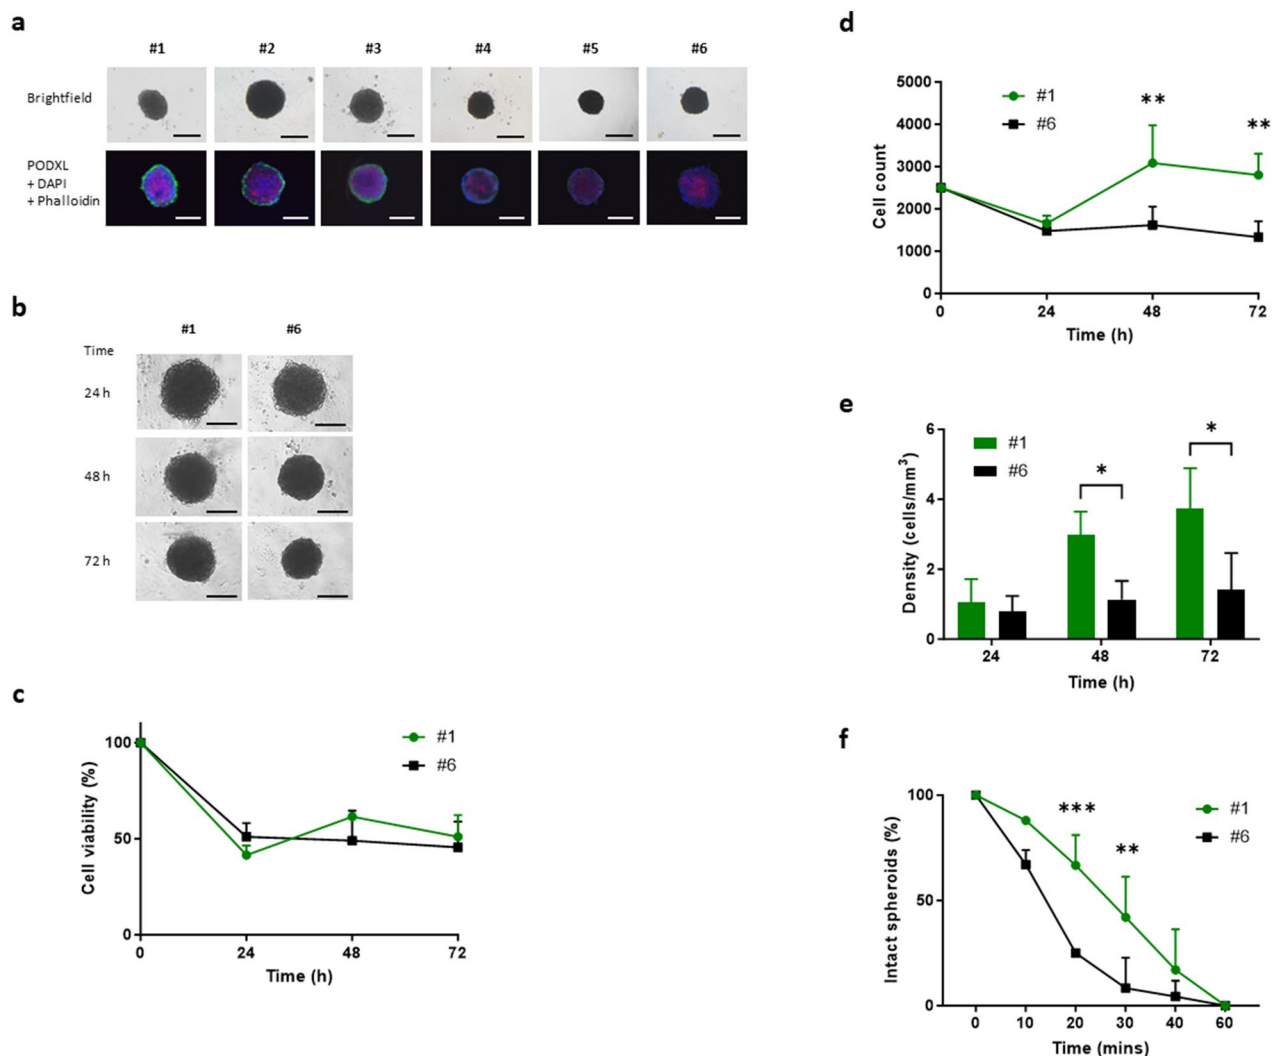 a
#1 #2 #3 #4 #5 #6
Brightfield
PODXL
+ DAPI
+ Phalloidin
b
#1 #6
Time
24 h
48 h
72 h
c
#1
#6
Cell viability (%)
100
50
0
0 24 48 72
Time (h)
d
#1
#6
** **
Cell count
5000
4000
3000
2000
1000
0
0 24 48 72
Time (h)
e
#1
#6
* *
Density (cells/mm³)
6
4
2
0
24 48 72
Time (h)
f
#1
#6
*** **
Intact spheroids (%)
100
50
0
0 10 20 30 40 60
Time (mins)